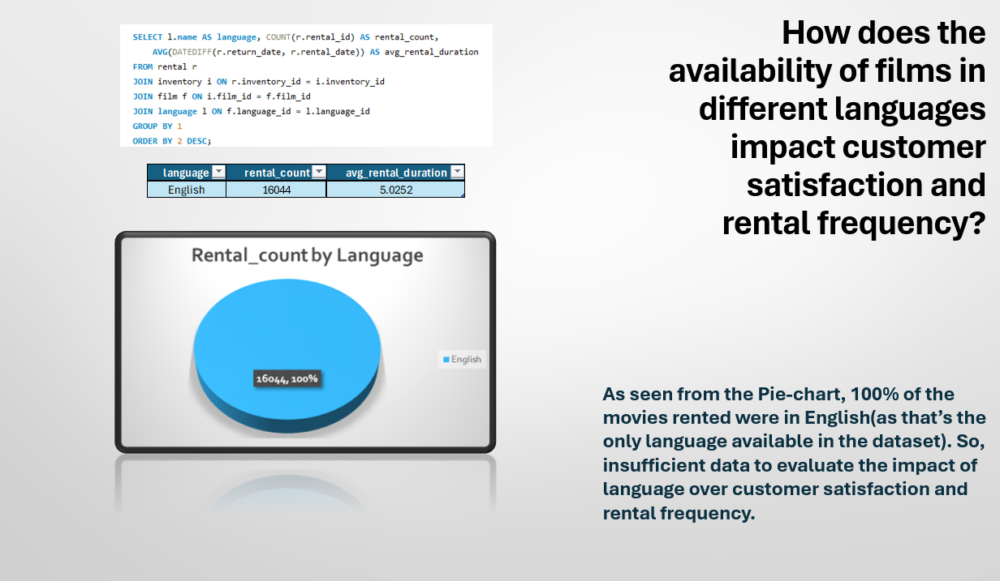 SELECT l.name AS language, COUNT(r.rental_id) AS rental_count,
AVG(DATEDIFF(r.return_date, r.rental_date)) AS avg_rental_duration
FROM rental r
JOIN inventory i ON r.inventory_id = i.inventory_id
JOIN film f ON i.film_id = f.film_id
JOIN language l ON f.language_id = l.language_id
GROUP BY 1
ORDER BY 2 DESC;
language rental_count avg_rental_duration
English 16044 5.0252
Rental_count by Language
16044, 100%
English
How does the
availability of films in
different languages
impact customer
satisfaction and
rental frequency?
As seen from the Pie-chart, 100% of the
movies rented were in English(as that’s the
only language available in the dataset). So,
insufficient data to evaluate the impact of
language over customer satisfaction and
rental frequency.